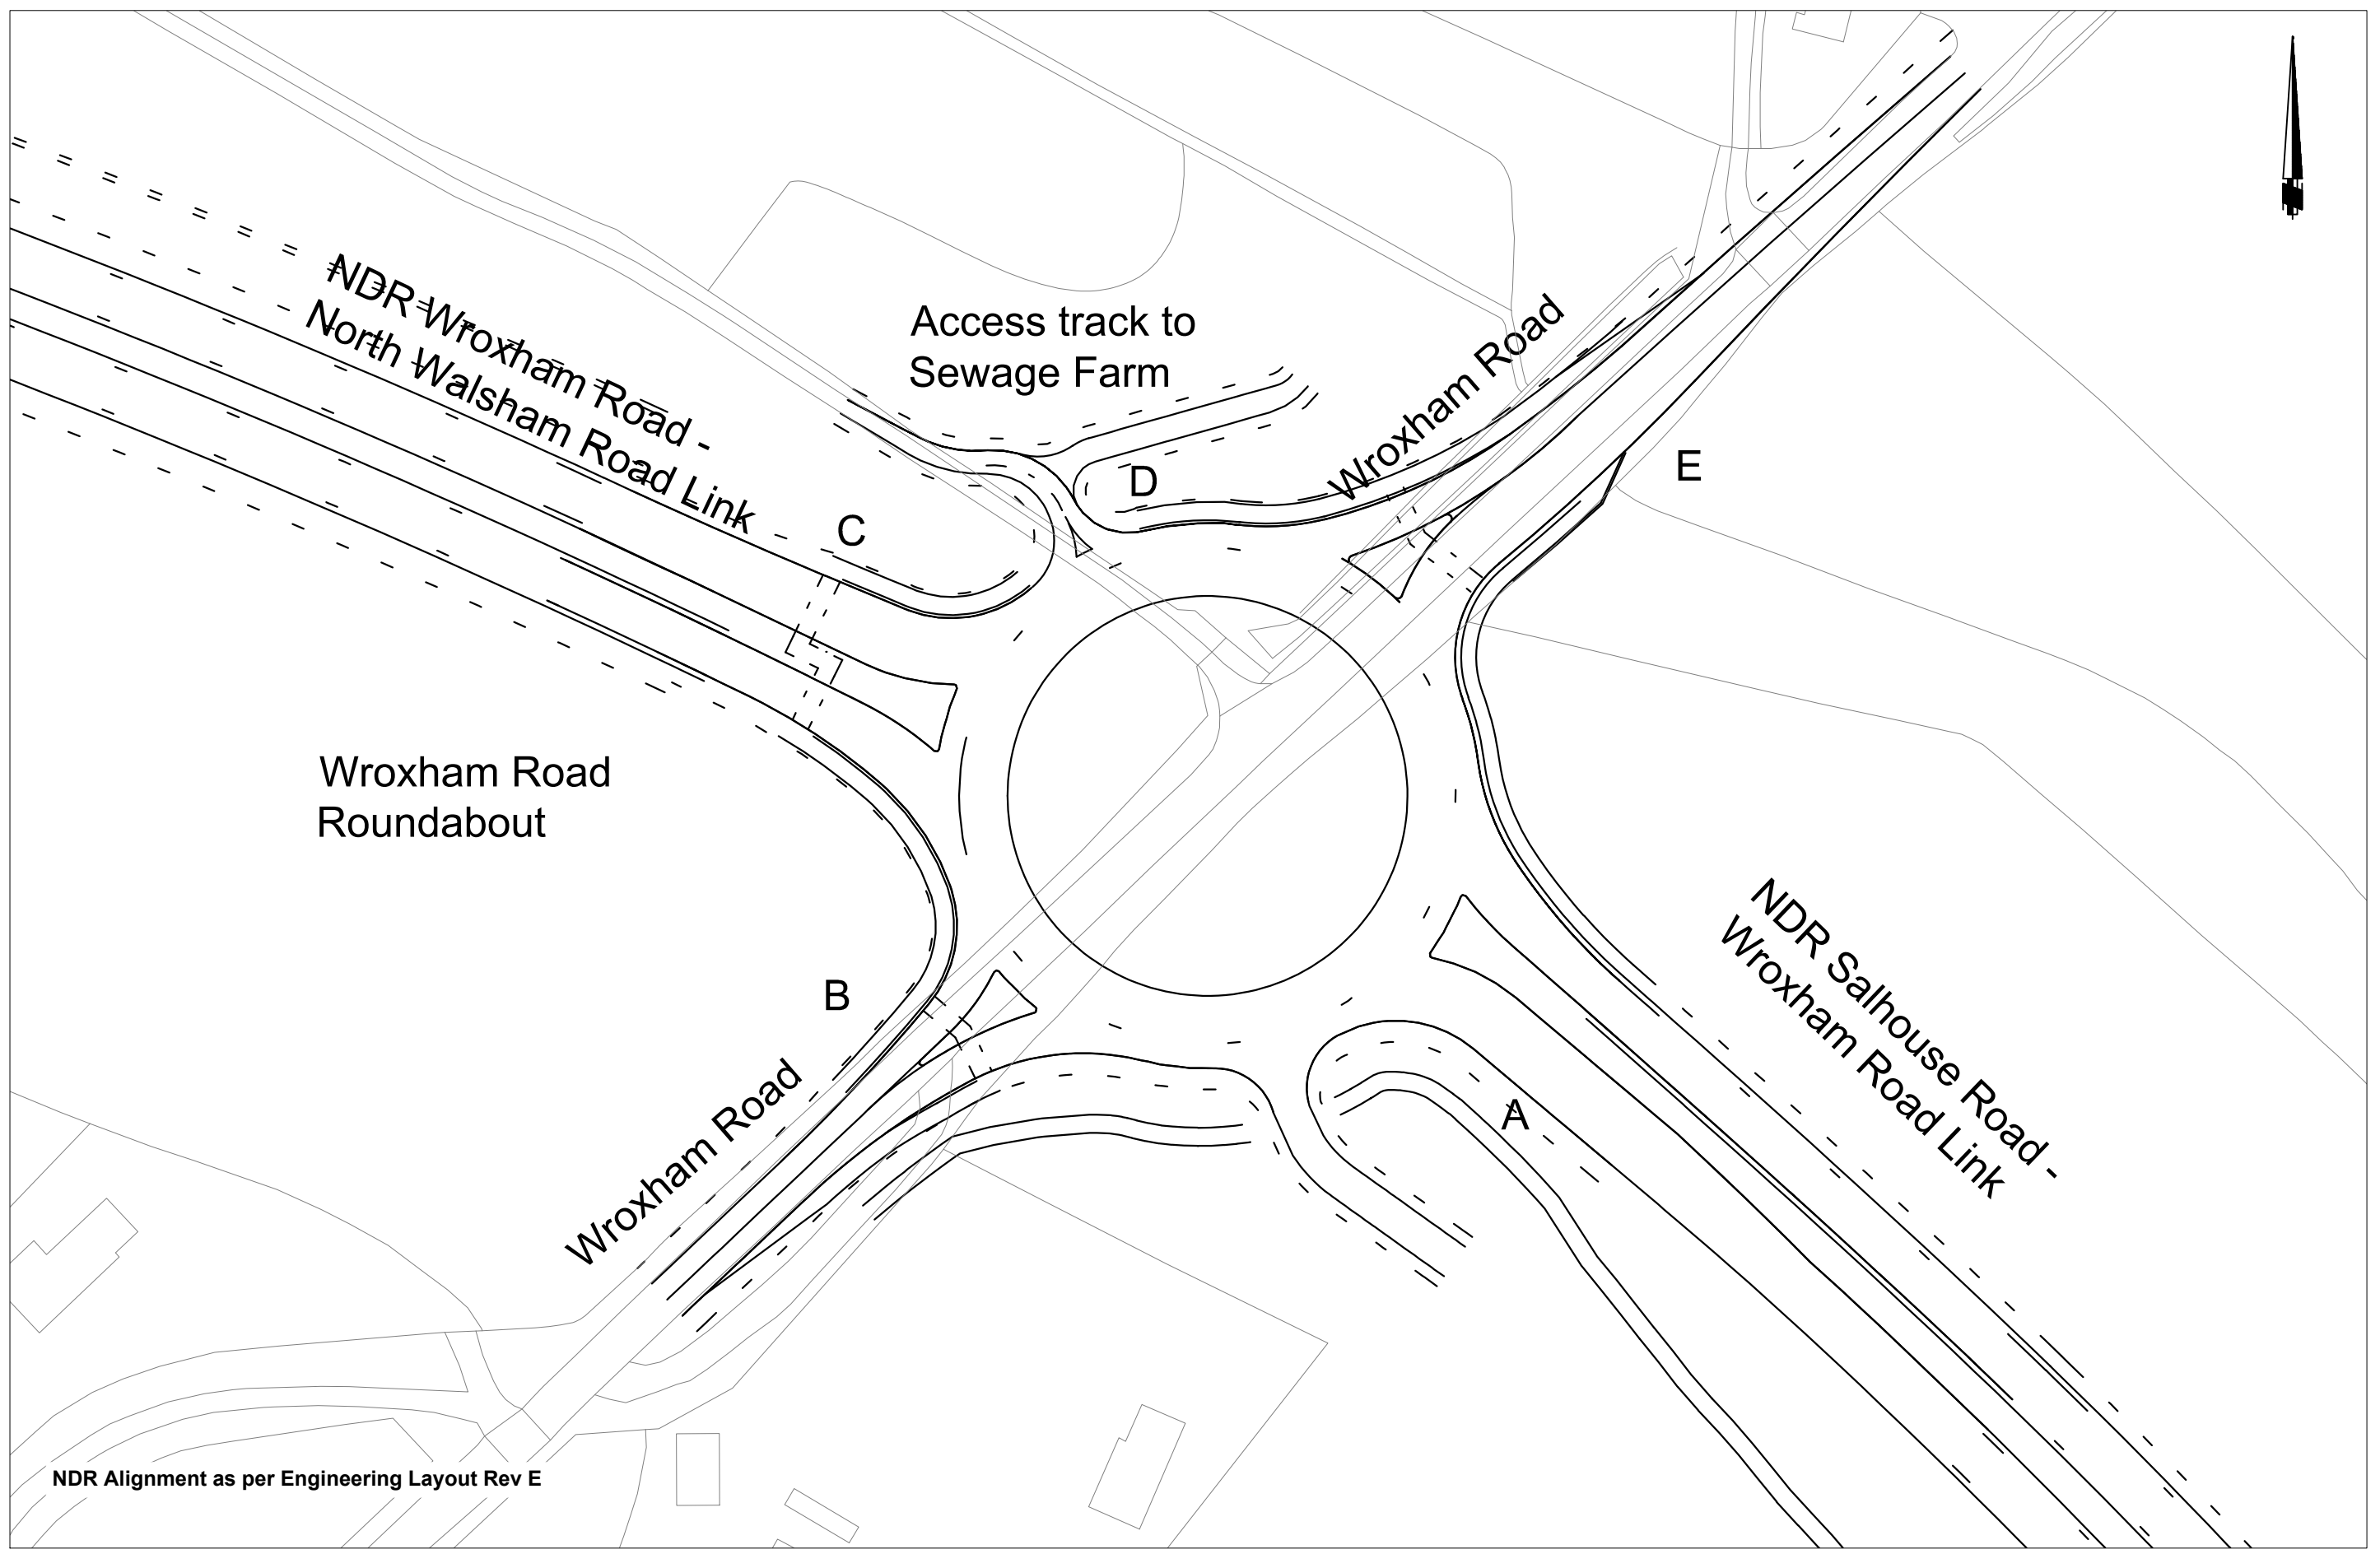 NDR Wroxham Road -
North Walsham Road Link
Access track to
Sewage Farm
Wroxham Road
C
D
E
Wroxham Road
Roundabout
B
A
NDR Salhouse Road -
Wroxham Road Link
Wroxham Road
NDR Alignment as per Engineering Layout Rev E